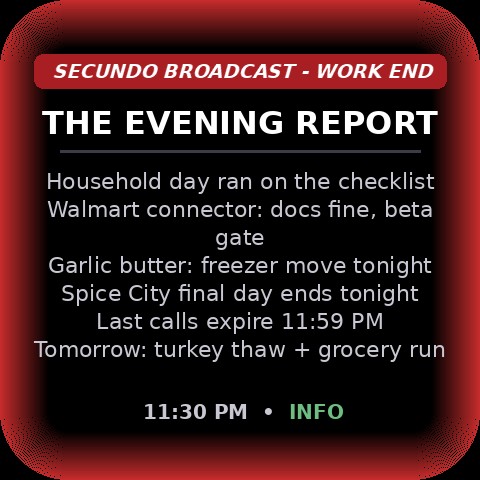 SECUNDO BROADCAST - WORK END
THE EVENING REPORT
Household day ran on the checklist
Walmart connector: docs fine, beta
gate
Garlic butter: freezer move tonight
Spice City final day ends tonight
Last calls expire 11:59 PM
Tomorrow: turkey thaw + grocery run
11:30 PM • INFO